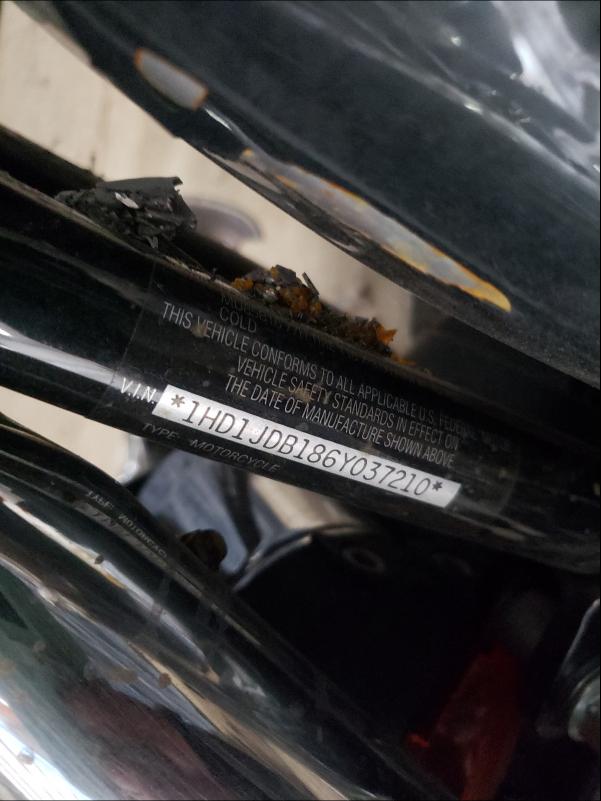 COLD
THIS VEHICLE CONFORMS TO ALL APPLICABLE U.S. FEDERAL
VEHICLE SAFETY STANDARDS IN EFFECT ON
THE DATE OF MANUFACTURE SHOWN ABOVE
V.I.N. *1HD1JDB186Y037210*
TYPE: MOTORCYCLE